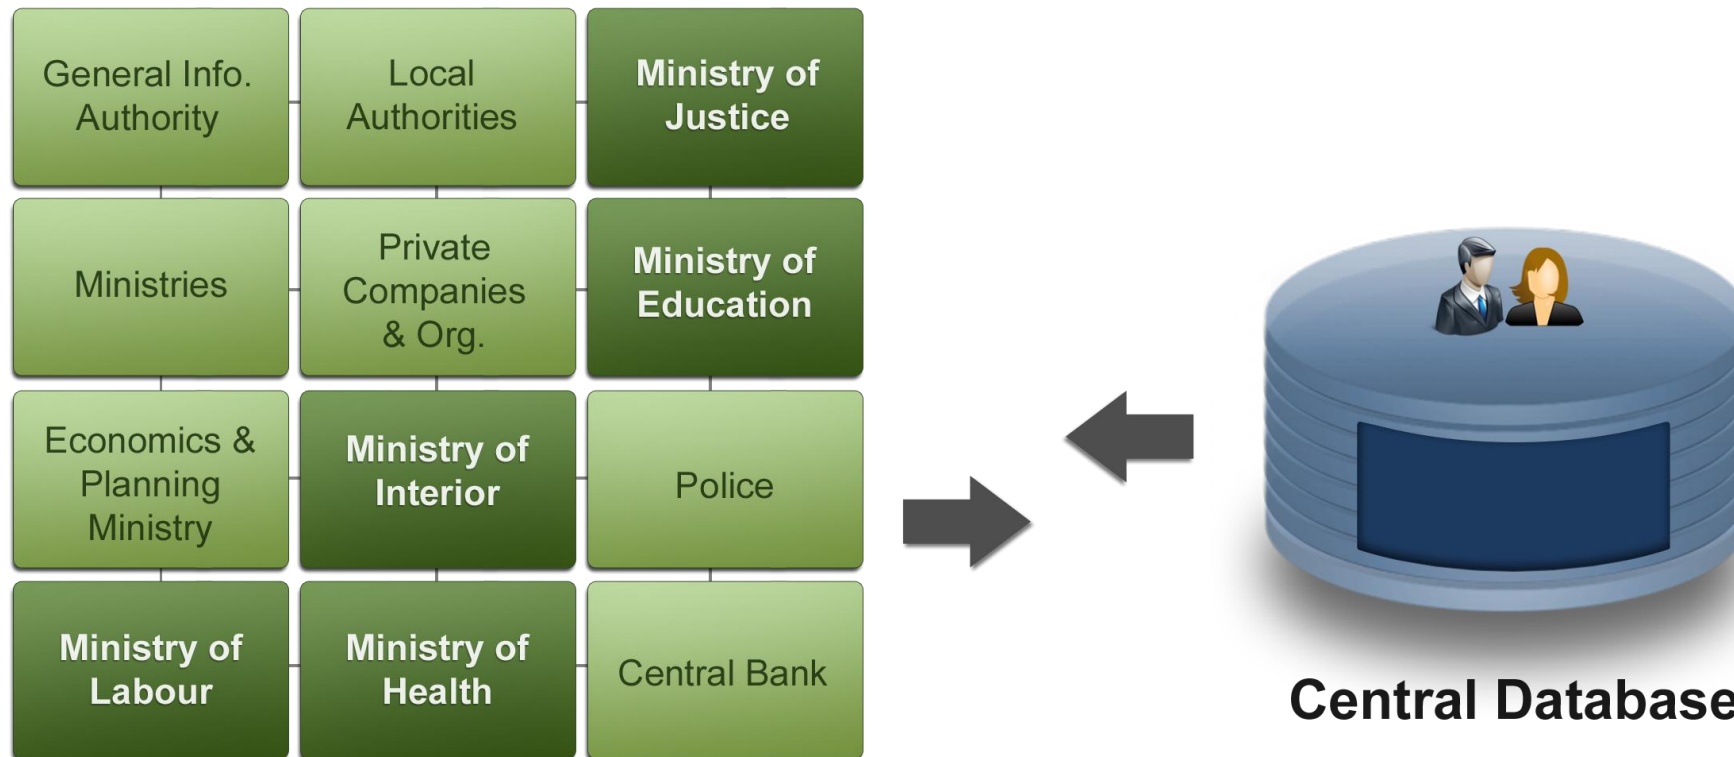 General Info.
Authority
Local
Authorities
Ministry of
Justice
Ministries
Private
Companies
& Org.
Ministry of
Education
Economics &
Planning
Ministry
Ministry of
Interior
Police
Ministry of
Labour
Ministry of
Health
Central Bank
Central Database